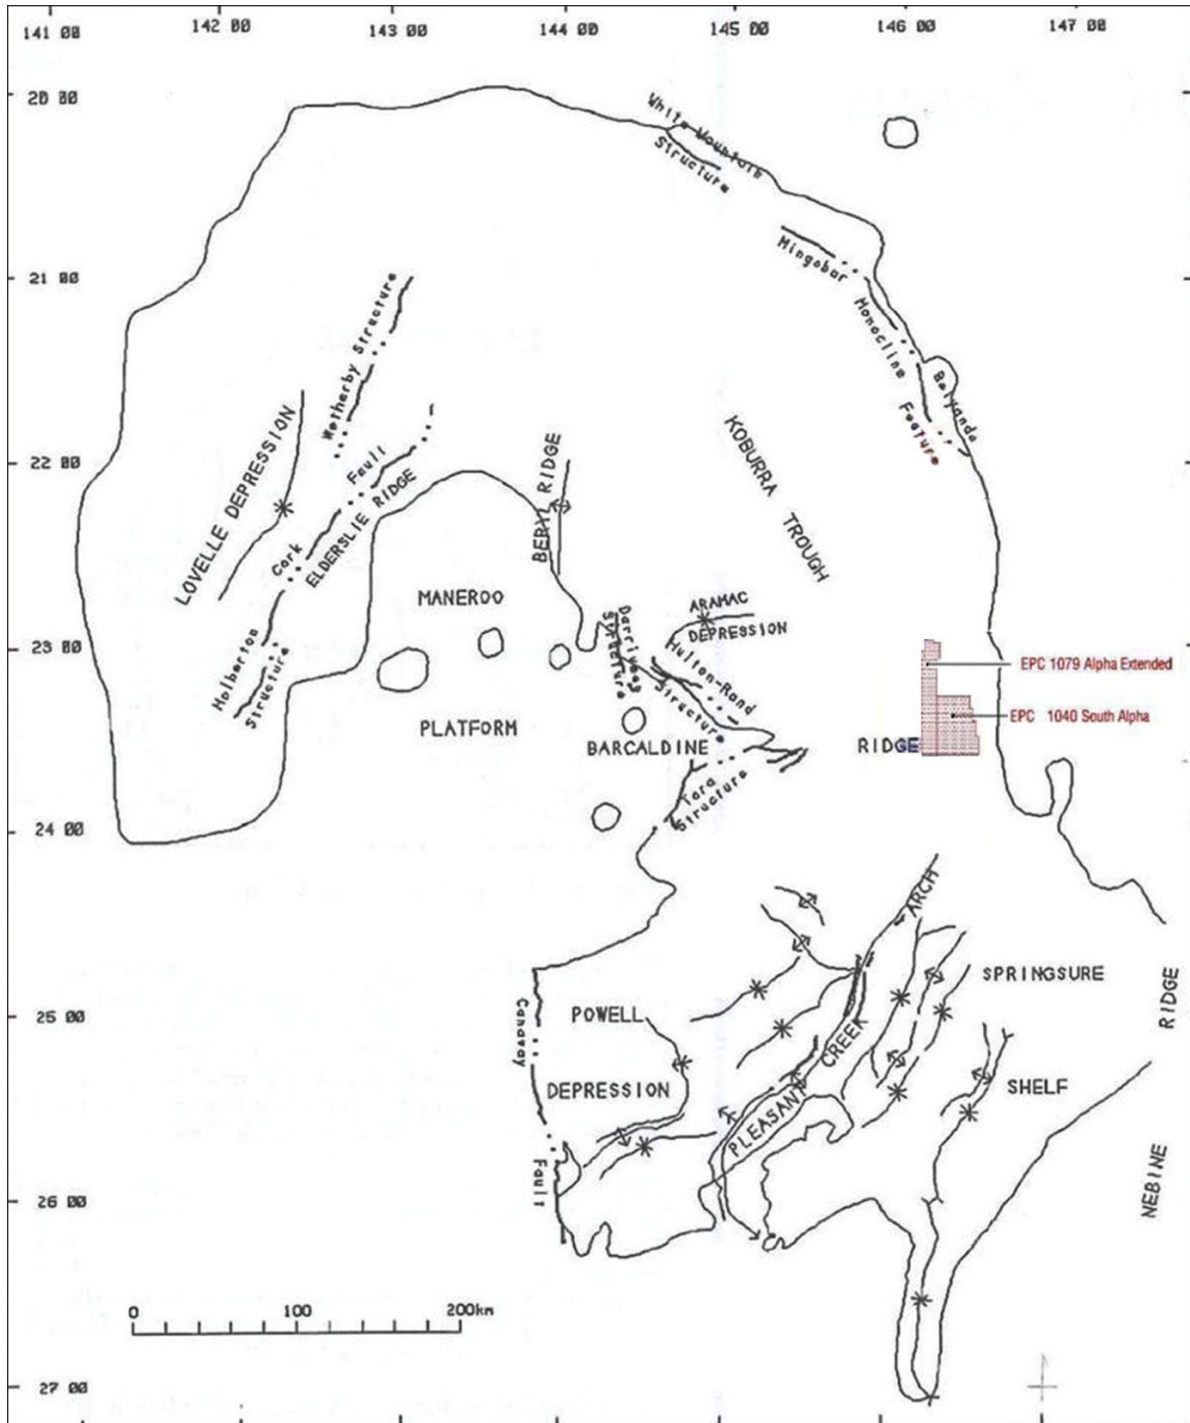 141 00
142 00
143 00
144 00
145 00
146 00
147 00
20 00
White Mountain
Structure
21 00
Mingobar
Monocline
Wetherby Structure
Belyando
Feature
22 00
KOBURRA TROUGH
LOVELLE DEPRESSION
Fault
Cork
ELDERSLIE RIDGE
BERYL RIDGE
MANEROO
ARAMAC
DEPRESSION
23 00
Darriveen
Structure
Hulton-Rand
Structure
Holberton
Structure
EPC 1079 Alpha Extended
EPC 1040 South Alpha
PLATFORM
BARCALDINE
RIDGE
Tara
Structure
24 00
ARCH
SPRINGSURE
RIDGE
25 00
Canaway
POWELL
CREEK
DEPRESSION
SHELF
PLEASANT
26 00
Fault
NEBINE
0
100
200km
27 00